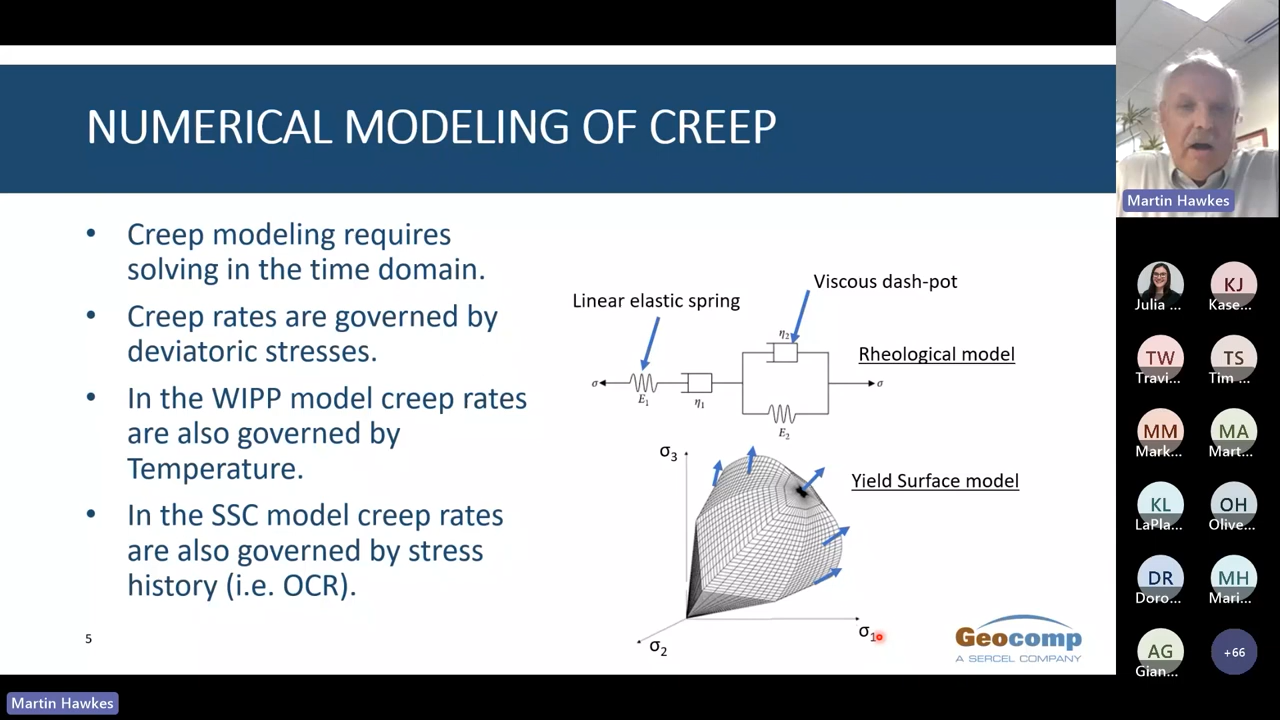 NUMERICAL MODELING OF CREEP
• Creep modeling requires
solving in the time domain.
• Creep rates are governed by
deviatoric stresses.
• In the WIPP model creep rates
are also governed by
Temperature.
• In the SSC model creep rates
are also governed by stress
history (i.e. OCR).
Viscous dash-pot
Linear elastic spring
η₂
Rheological model
σ
σ
E₁
η₁
E₂
σ₃
Yield Surface model
σ₁
σ₂
5
Geocomp
A SERCEL COMPANY
Martin Hawkes
Martin Hawkes
KJ
Julia ...
Kase...
TW
TS
Travi...
Tim ...
MM
MA
Mark...
Mart...
KL
OH
LaPla...
Olive...
DR
MH
Doro...
Mari...
AG
+66
Gian...